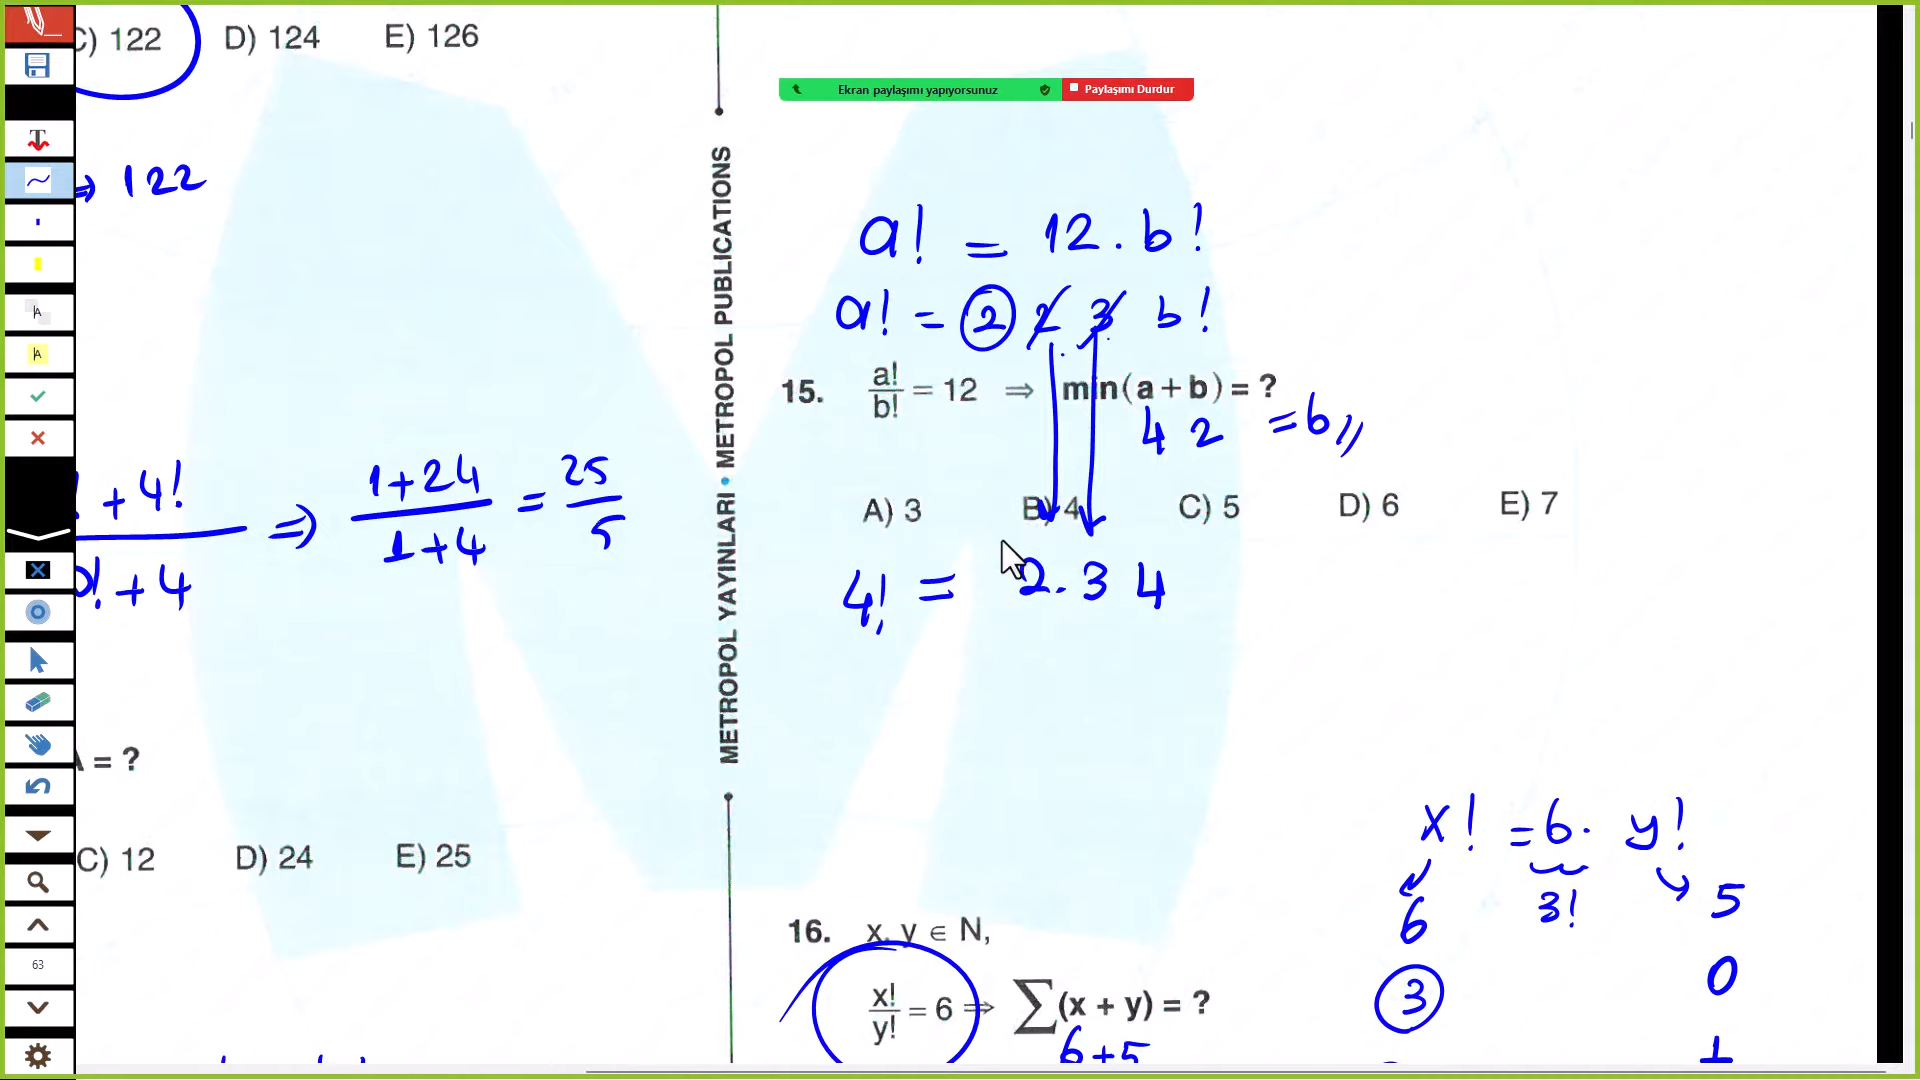 C) 122 D) 124 E) 126
⇒ 122
! + 4!
0! + 4
⇒ 1+24 / 1+4 = 25 / 5
A = ?
C) 12 D) 24 E) 25
METROPOL YAYINLARI • METROPOL PUBLICATIONS
Ekran paylaşımı yapıyorsunuz Paylaşımı Durdur
a! = 12 . b!
a! = 2 2 3 b!
15. a!/b! = 12 ⇒ min(a + b) = ?
4 2 = 6
A) 3 B) 4 C) 5 D) 6 E) 7
4! = 2 . 3 4
x! = 6 . y!
6 3! 5
3 0
1
16. x, y ∈ N,
x!/y! = 6 ⇒ ∑(x + y) = ?
6+5
63